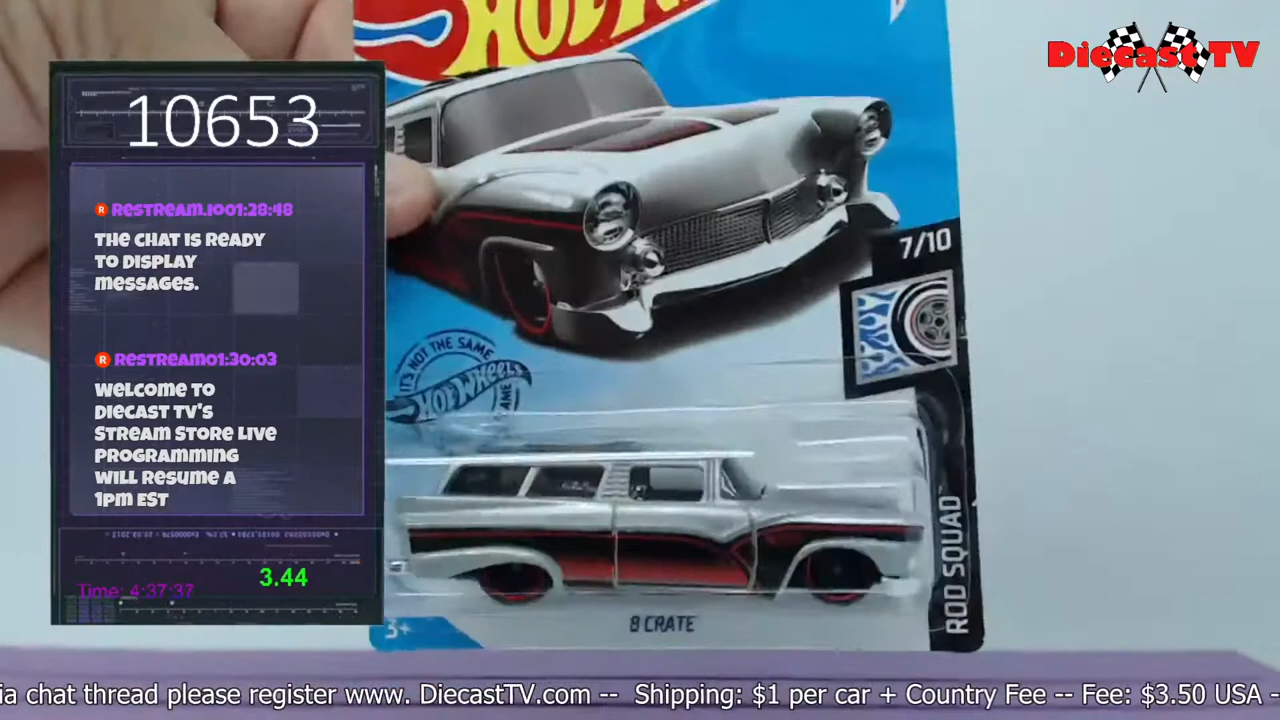 HOT WHEELS
Diecast TV
10653
Restream.io01:28:48
THE CHAT IS READY
TO DISPLAY
MESSAGES.
Restream01:30:03
WELCOME TO
DIECAST TV'S
STREAM STORE LIVE
PROGRAMMING
WILL RESUME A
1PM EST
Time: 4:37:37
3.44
7/10
IT'S NOT THE SAME
HOT WHEELS
GAME
ROD SQUAD
8 CRATE
3+
ia chat thread please register www. DiecastTV.com -- Shipping: $1 per car + Country Fee -- Fee: $3.50 USA -